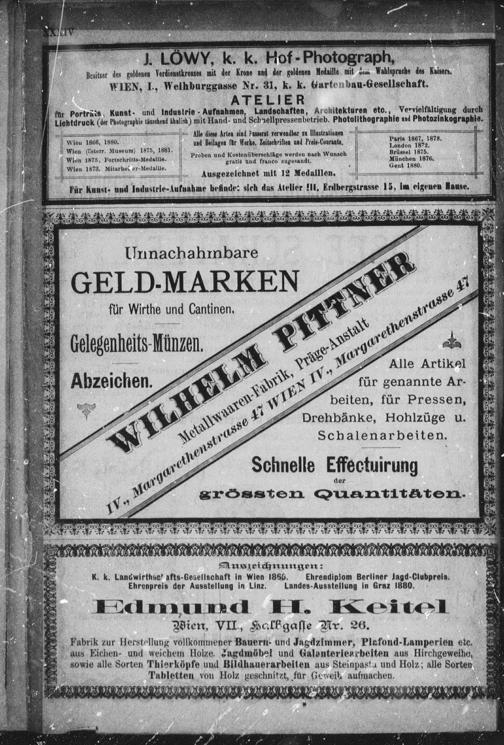 XXXIV
J. LÖWY, k. k. Hof-Photograph,
Besitzer des goldenen Verdienstkreuzes mit der Krone und der goldenen Medaille mit dem Wahlspruche des Kaisers.
WIEN, I., Weihburggasse Nr. 31, k. k. Gartenbau-Gesellschaft.
ATELIER
für Porträts, Kunst- und Industrie-Aufnahmen, Landschaften, Architekturen etc., Vervielfältigung durch
Lichtdruck (der Photographie täuschend ähnlich) mit Hand- und Schnellpressenbetrieb. Photolithographie und Photozinkographie.
Wien 1866, 1880.
Wien (Österr. Museum) 1875, 1881.
Wien 1875, Fortschritts-Medaille.
Wien 1873, Mitarbeiter-Medaille.
Alle diese Arten sind äusserst verwendbar zu Illustrationen
und Beilagen für Werke, Zeitschriften und Preis-Courants.
Proben und Kostenüberschläge werden nach Wunsch
gratis und franco zugesandt.
Ausgezeichnet mit 12 Medaillen.
Paris 1867, 1878.
London 1872.
Brüssel 1875.
München 1876.
Gent 1880.
Für Kunst- und Industrie-Aufnahme befindet sich das Atelier III, Erdbergstrasse 15, im eigenen Hause.
Unnachahmbare
GELD-MARKEN
für Wirthe und Cantinen.
Gelegenheits-Münzen.
Abzeichen.
WILHELM PITTNER
Metallwaaren-Fabrik, Präge-Anstalt
IV., Margarethenstrasse 47 WIEN IV., Margarethenstrasse 47
Alle Artikel
für genannte Ar-
beiten, für Pressen,
Drehbänke, Hohlzüge u.
Schalenarbeiten.
Schnelle Effectuirung
der
grössten Quantitäten.
Auszeichnungen:
K. k. Landwirthschafts-Gesellschaft in Wien 1866. Ehrendiplom Berliner Jagd-Clubpreis.
Ehrenpreis der Ausstellung in Linz. Landes-Ausstellung in Graz 1880.
Edmund H. Keitel
Wien, VII., Halbgasse Nr. 26.
Fabrik zur Herstellung vollkommener Bauern- und Jagdzimmer, Plafond-Lamperien etc.
aus Eichen- und weichem Holze. Jagdmöbel und Galanteriearbeiten aus Hirchgeweihe,
sowie alle Sorten Thierköpfe und Bildhauerarbeiten aus Steinpasta und Holz; alle Sorten
Tabletten von Holz geschnitzt, für Geweih aufmachen.